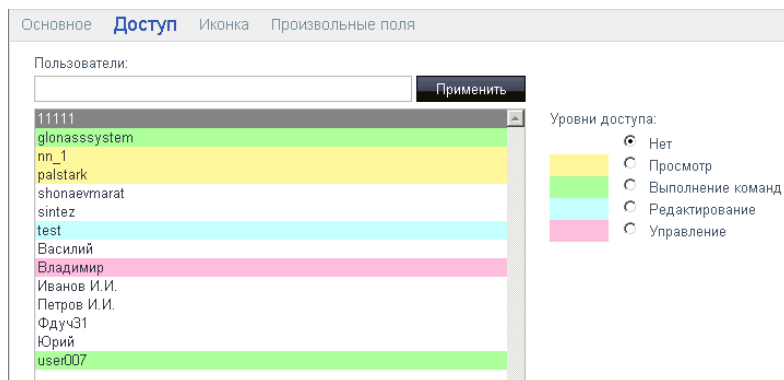 Основное Доступ Иконка Произвольные поля
Пользователи:
Применить
11111
glonasssystem
nn_1
palstark
shonaevmarat
sintez
test
Василий
Владимир
Иванов И.И.
Петров И.И.
Фдуч31
Юрий
user007
Уровни доступа:
Нет
Просмотр
Выполнение команд
Редактирование
Управление